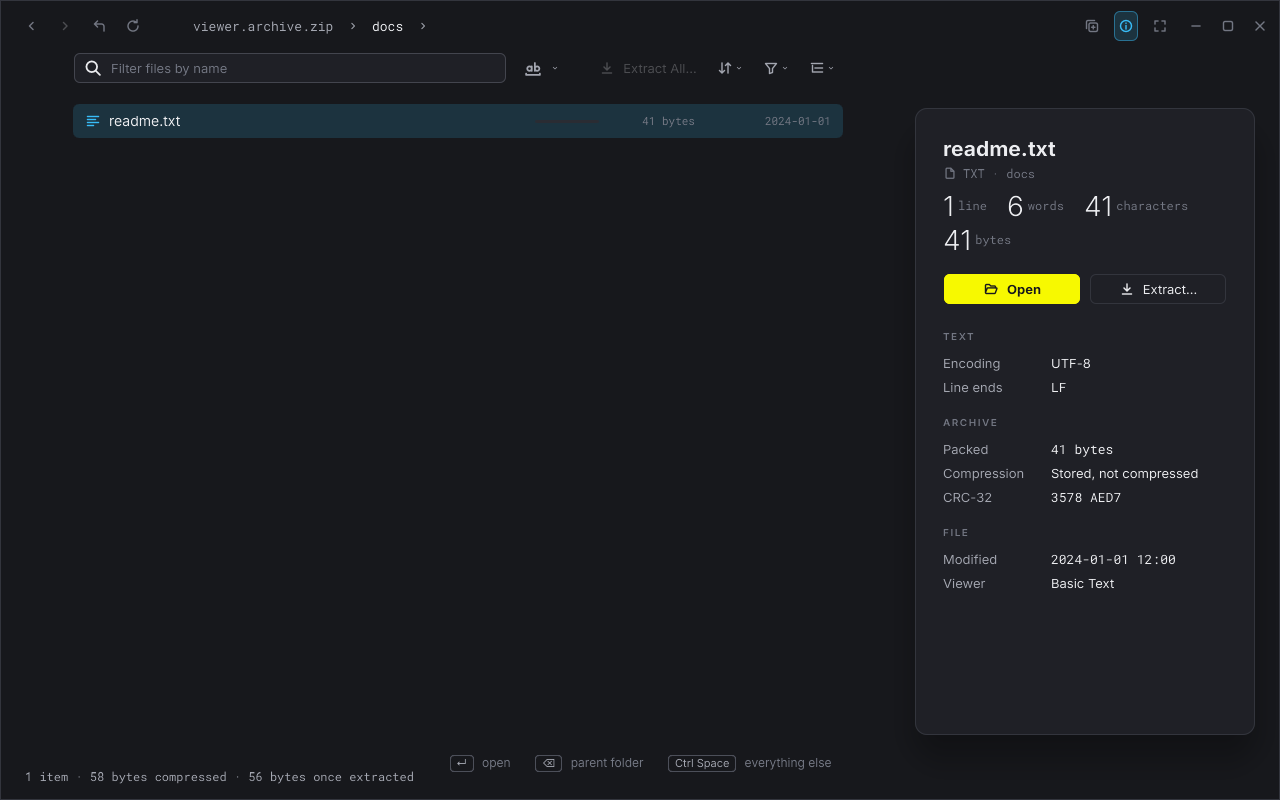 viewer.archive.zip › docs ›
Filter files by name
ab
Extract All...
readme.txt 41 bytes 2024-01-01
readme.txt
TXT · docs
1 line 6 words 41 characters
41 bytes
Open Extract...
TEXT
Encoding UTF-8
Line ends LF
ARCHIVE
Packed 41 bytes
Compression Stored, not compressed
CRC-32 3578 AED7
FILE
Modified 2024-01-01 12:00
Viewer Basic Text
open parent folder Ctrl Space everything else
1 item · 58 bytes compressed · 56 bytes once extracted